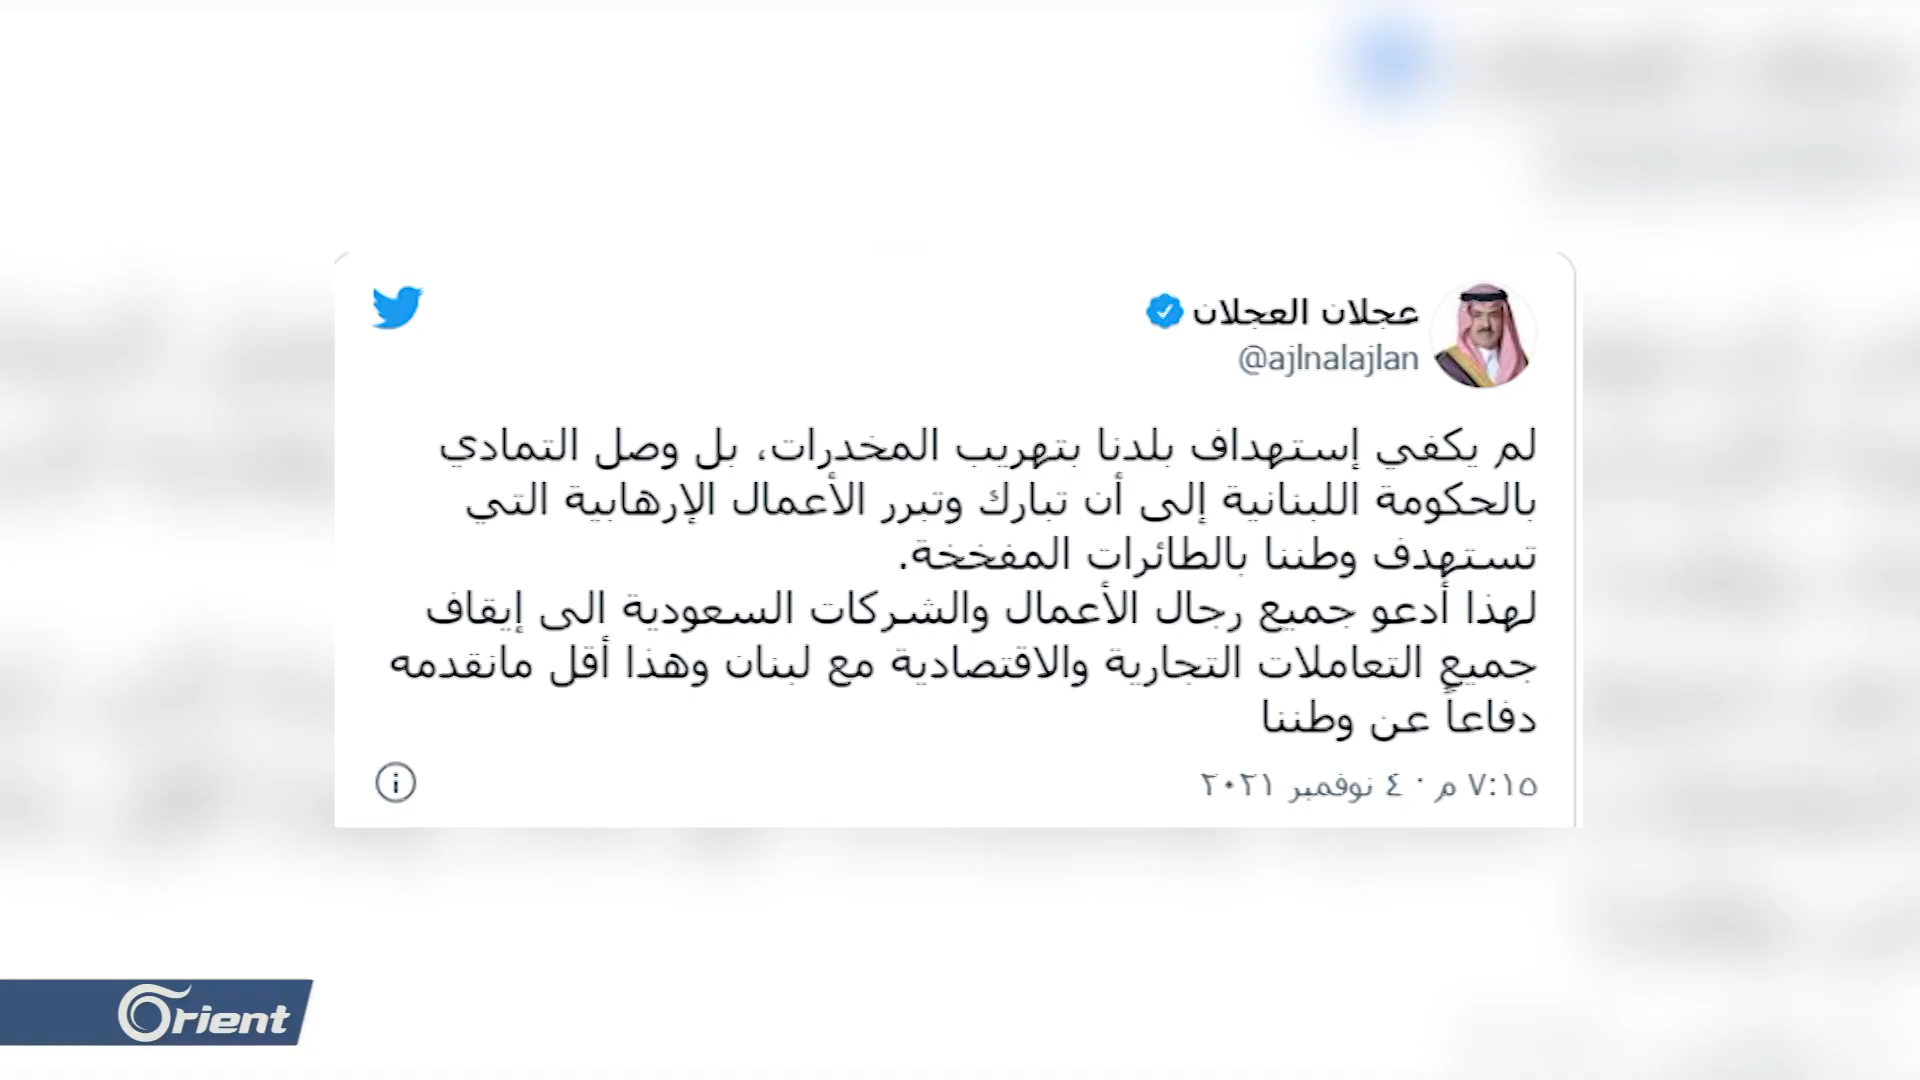 عجلان العجلان
@ajlnalajlan
لم يكفي إستهداف بلدنا بتهريب المخدرات، بل وصل التمادي
بالحكومة اللبنانية إلى أن تبارك وتبرر الأعمال الإرهابية التي
تستهدف وطننا بالطائرات المفخخة.
لهذا أدعو جميع رجال الأعمال والشركات السعودية الى إيقاف
جميع التعاملات التجارية والاقتصادية مع لبنان وهذا أقل مانقدمه
دفاعاً عن وطننا
٧:١٥ م · ٤ نوفمبر ٢٠٢١
Orient